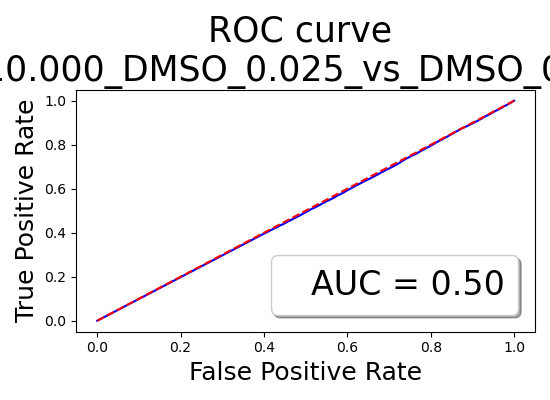 ROC curve
0.000_DMSO_0.025_vs_DMSO_0
1.0
0.8
0.6
0.4
0.2
0.0
True Positive Rate
AUC = 0.50
0.0 0.2 0.4 0.6 0.8 1.0
False Positive Rate